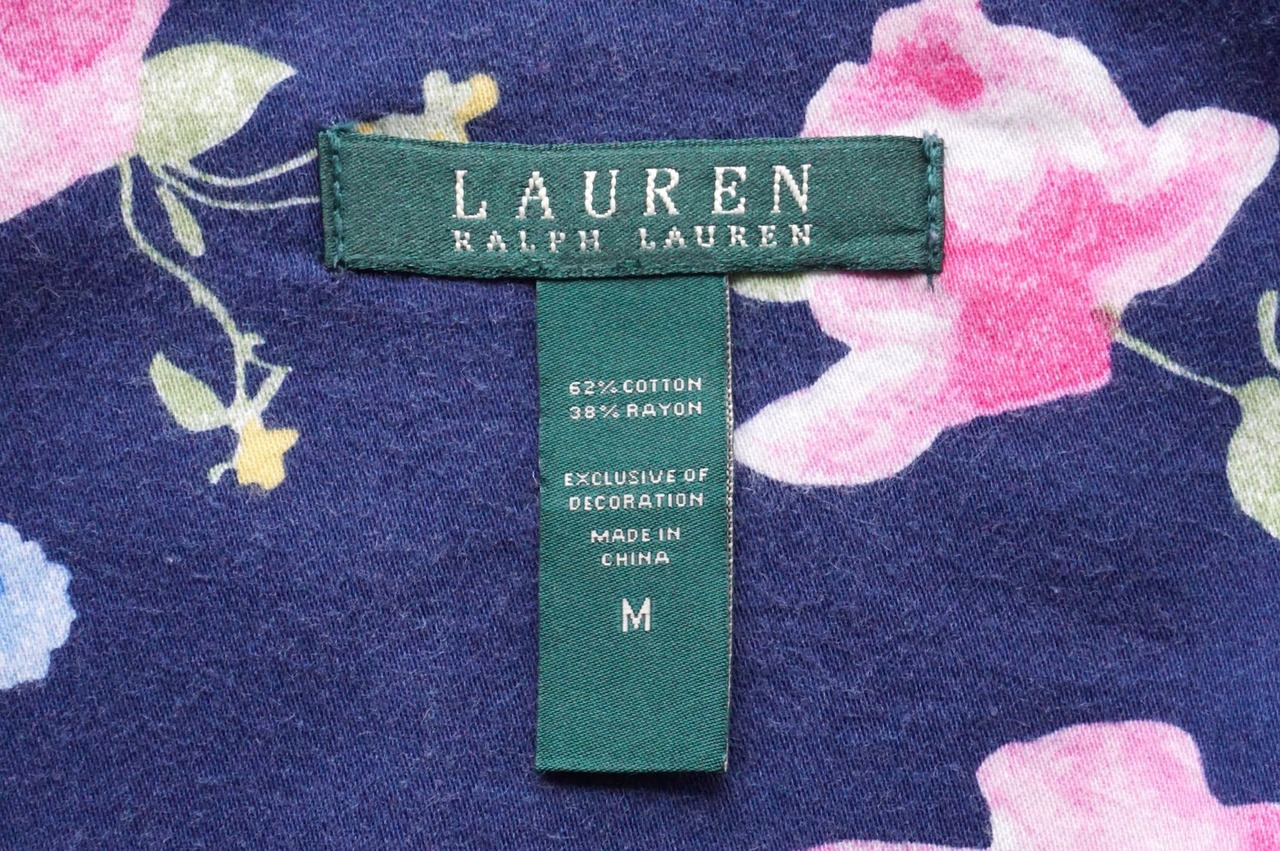 LAUREN
RALPH LAUREN
62% COTTON
38% RAYON
EXCLUSIVE OF
DECORATION
MADE IN
CHINA
M